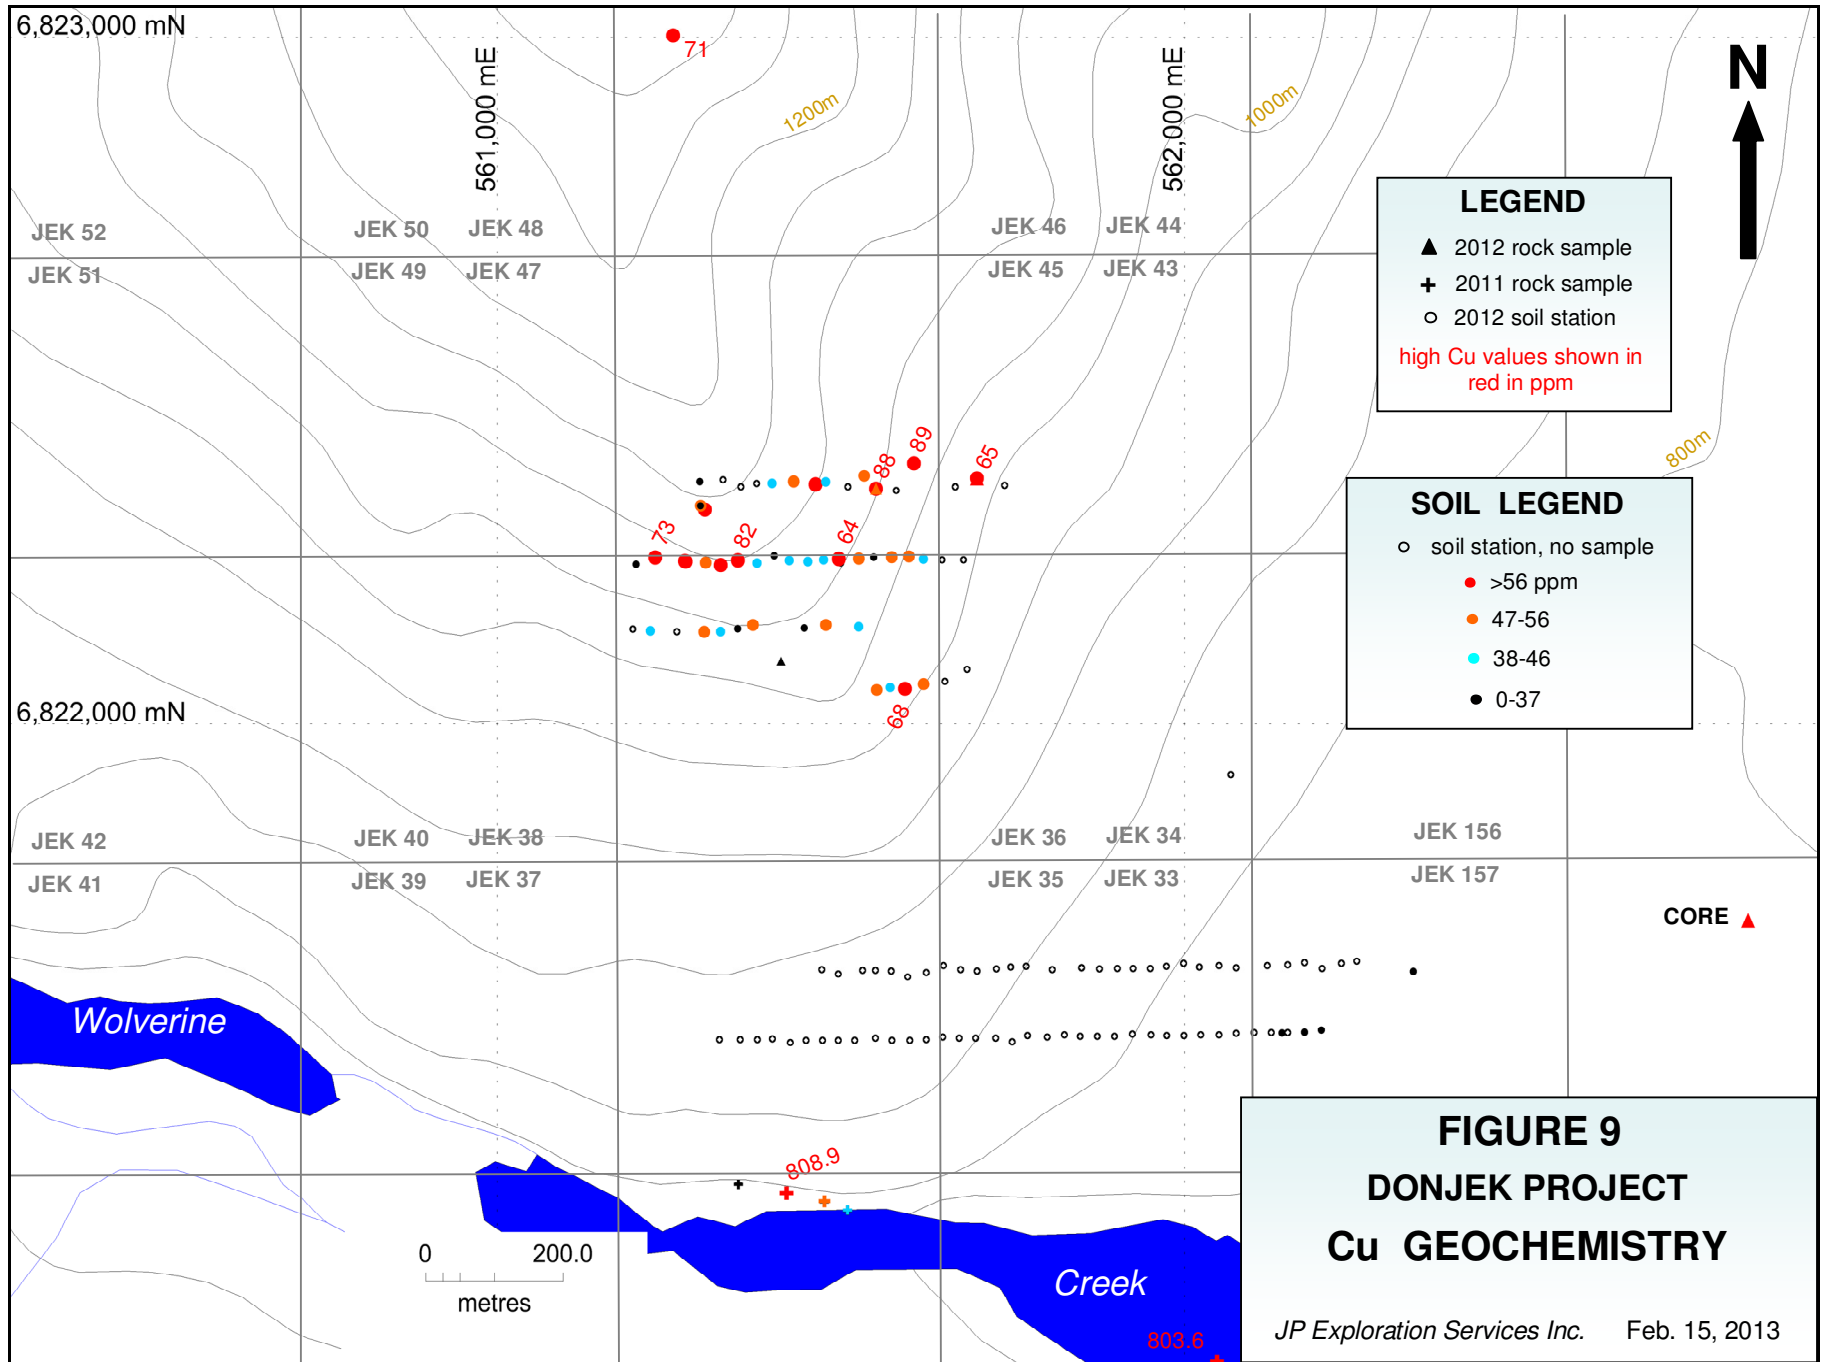 6,823,000 mN
71
1200m
1000m
561,000 mE
562,000 mE
N
JEK 52
JEK 50
JEK 48
JEK 46
JEK 44
JEK 51
JEK 49
JEK 47
JEK 45
JEK 43
LEGEND
2012 rock sample
2011 rock sample
2012 soil station
high Cu values shown in
red in ppm
800m
89
88
65
73
82
64
68
SOIL LEGEND
soil station, no sample
>56 ppm
47-56
38-46
0-37
6,822,000 mN
JEK 42
JEK 40
JEK 38
JEK 36
JEK 34
JEK 156
JEK 41
JEK 39
JEK 37
JEK 35
JEK 33
JEK 157
CORE
Wolverine
808.9
0 200.0
metres
Creek
803.6
FIGURE 9
DONJEK PROJECT
Cu GEOCHEMISTRY
JP Exploration Services Inc. Feb. 15, 2013